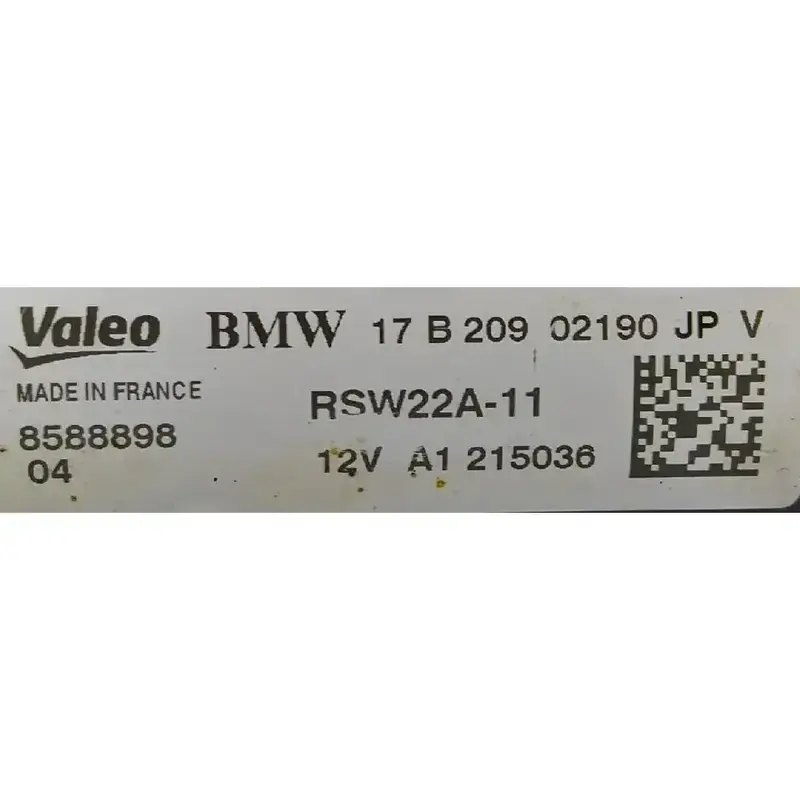 Valeo BMW 17 B 209 02190 JP V
MADE IN FRANCE RSW22A-11
8588898 12V A1 215036
04